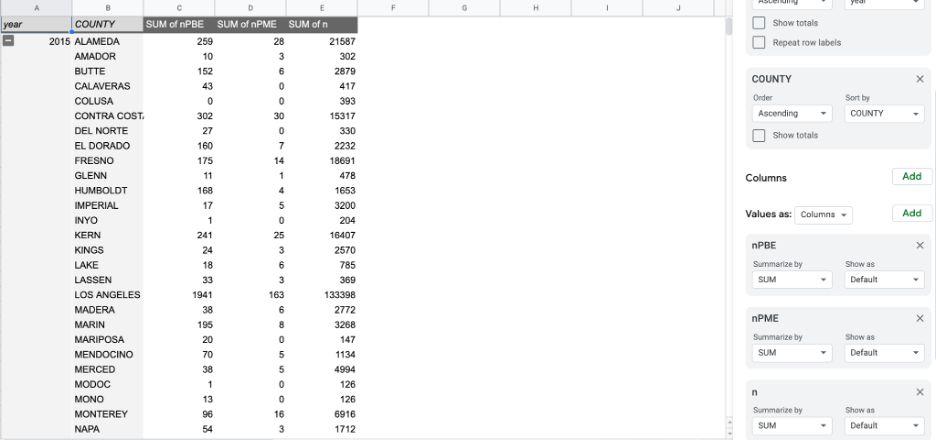 A B C D E F G H I J
year COUNTY SUM of nPBE SUM of nPME SUM of n
2015 ALAMEDA 259 28 21587
AMADOR 10 3 302
BUTTE 152 6 2879
CALAVERAS 43 0 417
COLUSA 0 0 393
CONTRA COSTA 302 30 15317
DEL NORTE 27 0 330
EL DORADO 160 7 2232
FRESNO 175 14 18691
GLENN 11 1 478
HUMBOLDT 168 4 1653
IMPERIAL 17 5 3200
INYO 1 0 204
KERN 241 25 16407
KINGS 24 3 2570
LAKE 18 6 785
LASSEN 33 3 369
LOS ANGELES 1941 163 133398
MADERA 38 6 2772
MARIN 195 8 3268
MARIPOSA 20 0 147
MENDOCINO 70 5 1134
MERCED 38 5 4994
MODOC 1 0 126
MONO 13 0 126
MONTEREY 96 16 6916
NAPA 54 3 1712
Ascending year
Show totals
Repeat row labels
COUNTY
Order Sort by
Ascending COUNTY
Show totals
Columns Add
Values as: Columns Add
nPBE
Summarize by Show as
SUM Default
nPME
Summarize by Show as
SUM Default
n
Summarize by Show as
SUM Default